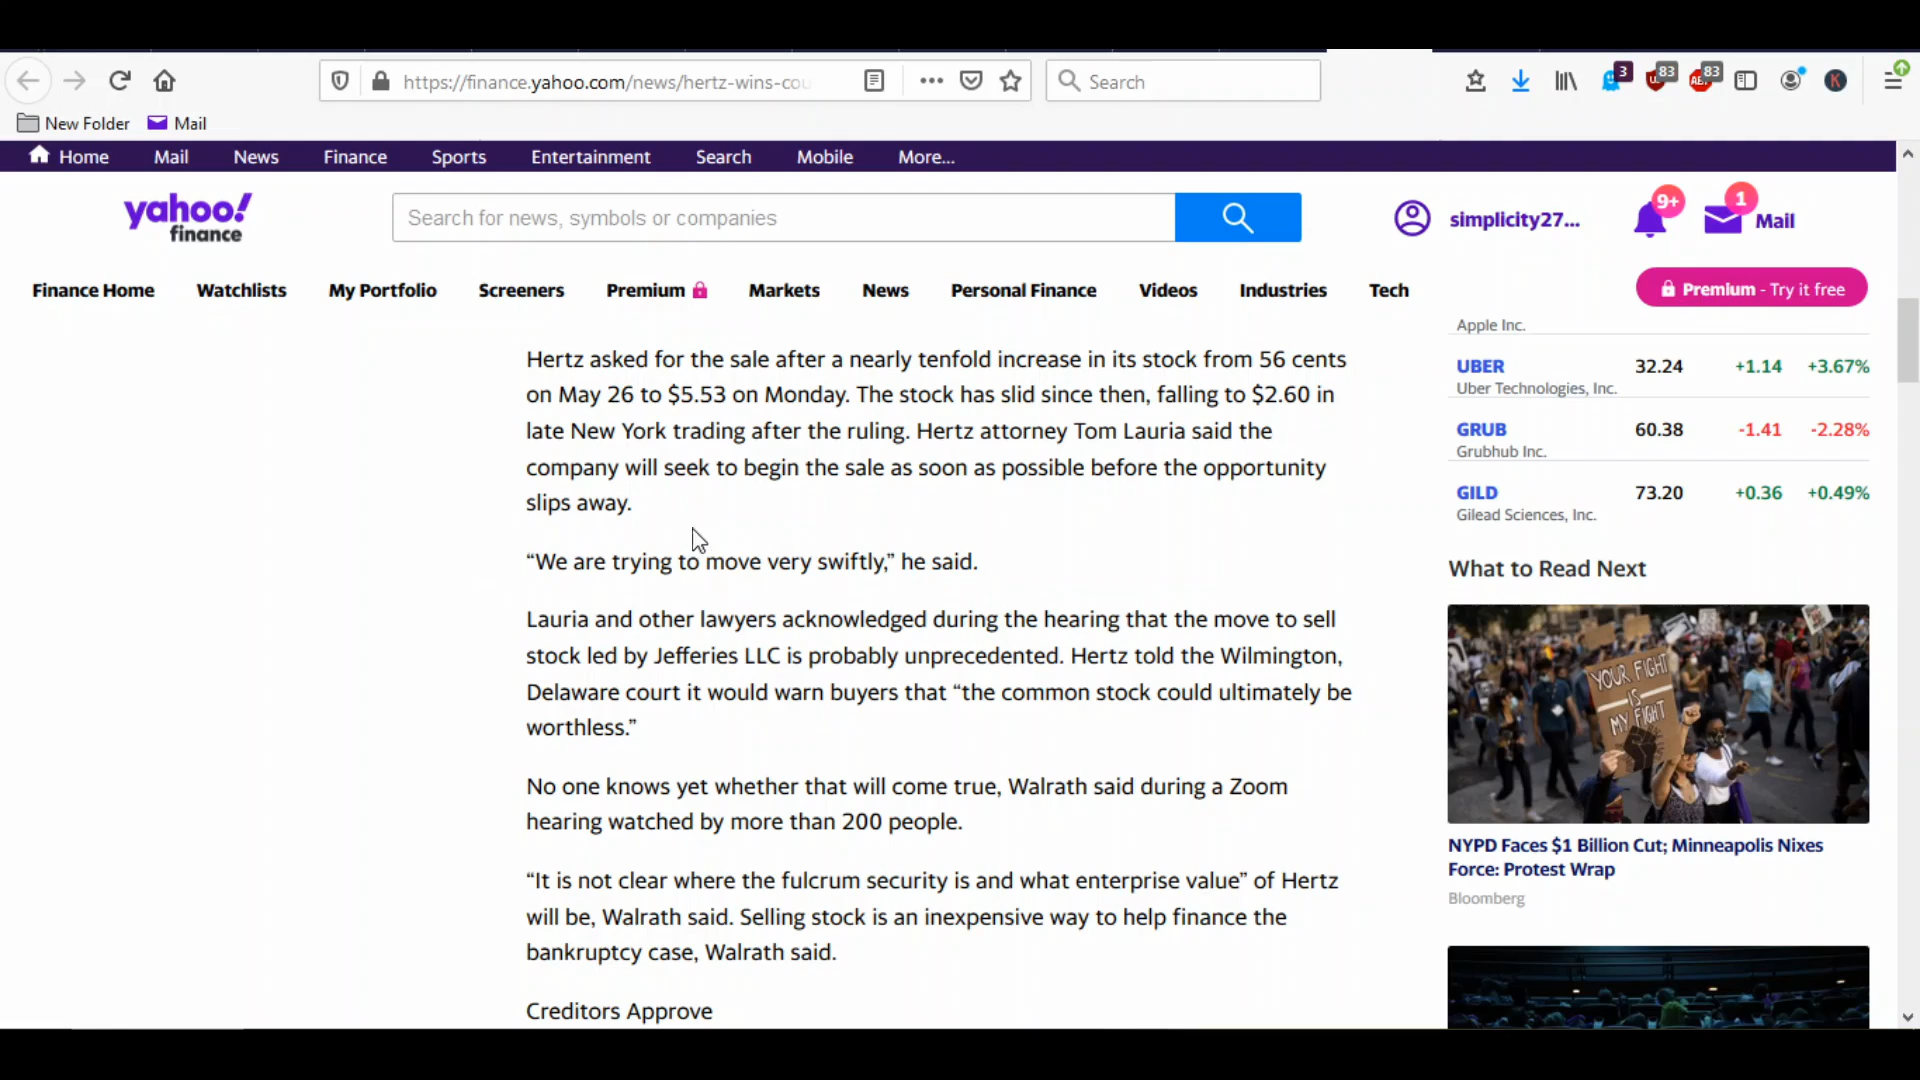 https://finance.yahoo.com/news/hertz-wins-cou
Search
3
83
83
K
New Folder
Mail
Home
Mail
News
Finance
Sports
Entertainment
Search
Mobile
More...
yahoo!
finance
Search for news, symbols or companies
simplicity27...
9+
1
Mail
Finance Home
Watchlists
My Portfolio
Screeners
Premium
Markets
News
Personal Finance
Videos
Industries
Tech
Premium - Try it free
Hertz asked for the sale after a nearly tenfold increase in its stock from 56 cents
on May 26 to $5.53 on Monday. The stock has slid since then, falling to $2.60 in
late New York trading after the ruling. Hertz attorney Tom Lauria said the
company will seek to begin the sale as soon as possible before the opportunity
slips away.
“We are trying to move very swiftly,” he said.
Lauria and other lawyers acknowledged during the hearing that the move to sell
stock led by Jefferies LLC is probably unprecedented. Hertz told the Wilmington,
Delaware court it would warn buyers that “the common stock could ultimately be
worthless.”
No one knows yet whether that will come true, Walrath said during a Zoom
hearing watched by more than 200 people.
“It is not clear where the fulcrum security is and what enterprise value” of Hertz
will be, Walrath said. Selling stock is an inexpensive way to help finance the
bankruptcy case, Walrath said.
Creditors Approve
Apple Inc.
UBER 32.24 +1.14 +3.67%
Uber Technologies, Inc.
GRUB 60.38 -1.41 -2.28%
Grubhub Inc.
GILD 73.20 +0.36 +0.49%
Gilead Sciences, Inc.
What to Read Next
YOUR FIGHT
IS
MY FIGHT
NYPD Faces $1 Billion Cut; Minneapolis Nixes
Force: Protest Wrap
Bloomberg